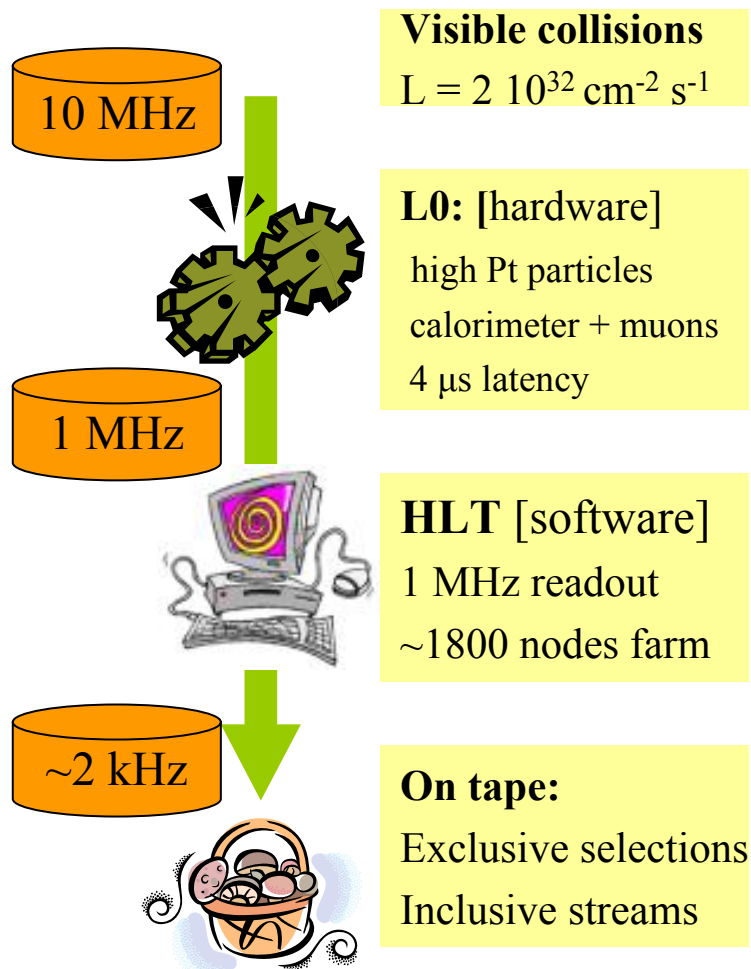 Visible collisions
L = 2 10³² cm⁻² s⁻¹
10 MHz
L0: [hardware]
high Pt particles
calorimeter + muons
4 μs latency
1 MHz
HLT [software]
1 MHz readout
~1800 nodes farm
~2 kHz
On tape:
Exclusive selections
Inclusive streams